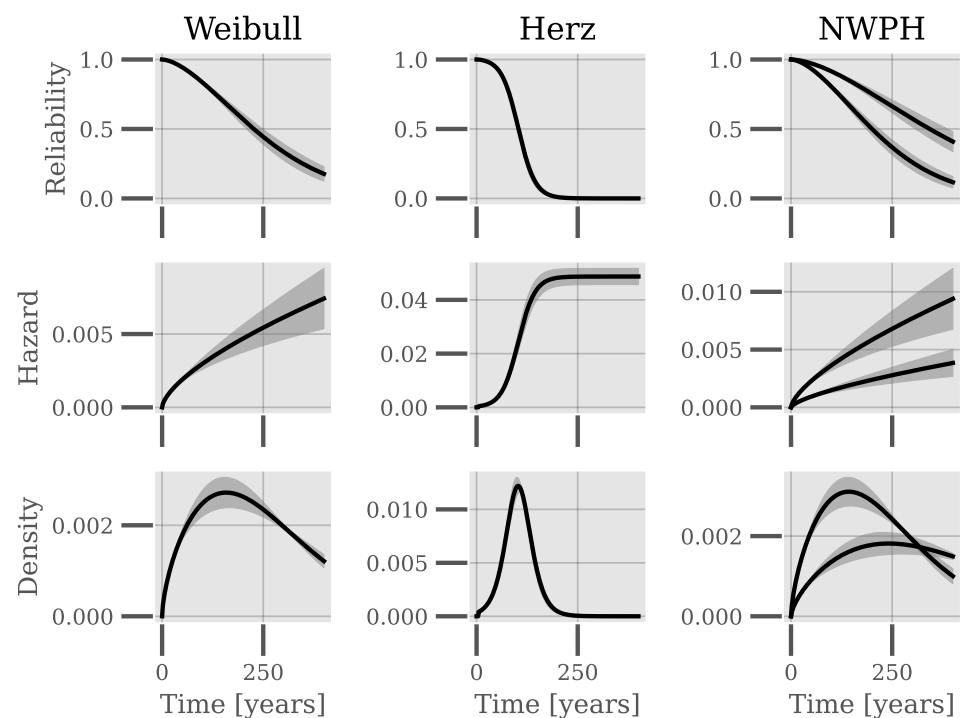 Weibull Herz NWPH
Reliability
1.0 1.0 1.0
0.5 0.5 0.5
0.0 0.0 0.0
Hazard
0.005 0.04 0.010
0.02 0.005
0.000 0.00 0.000
Density
0.002 0.010 0.002
0.005
0.000 0.000 0.000
0 250 0 250 0 250
Time [years] Time [years] Time [years]